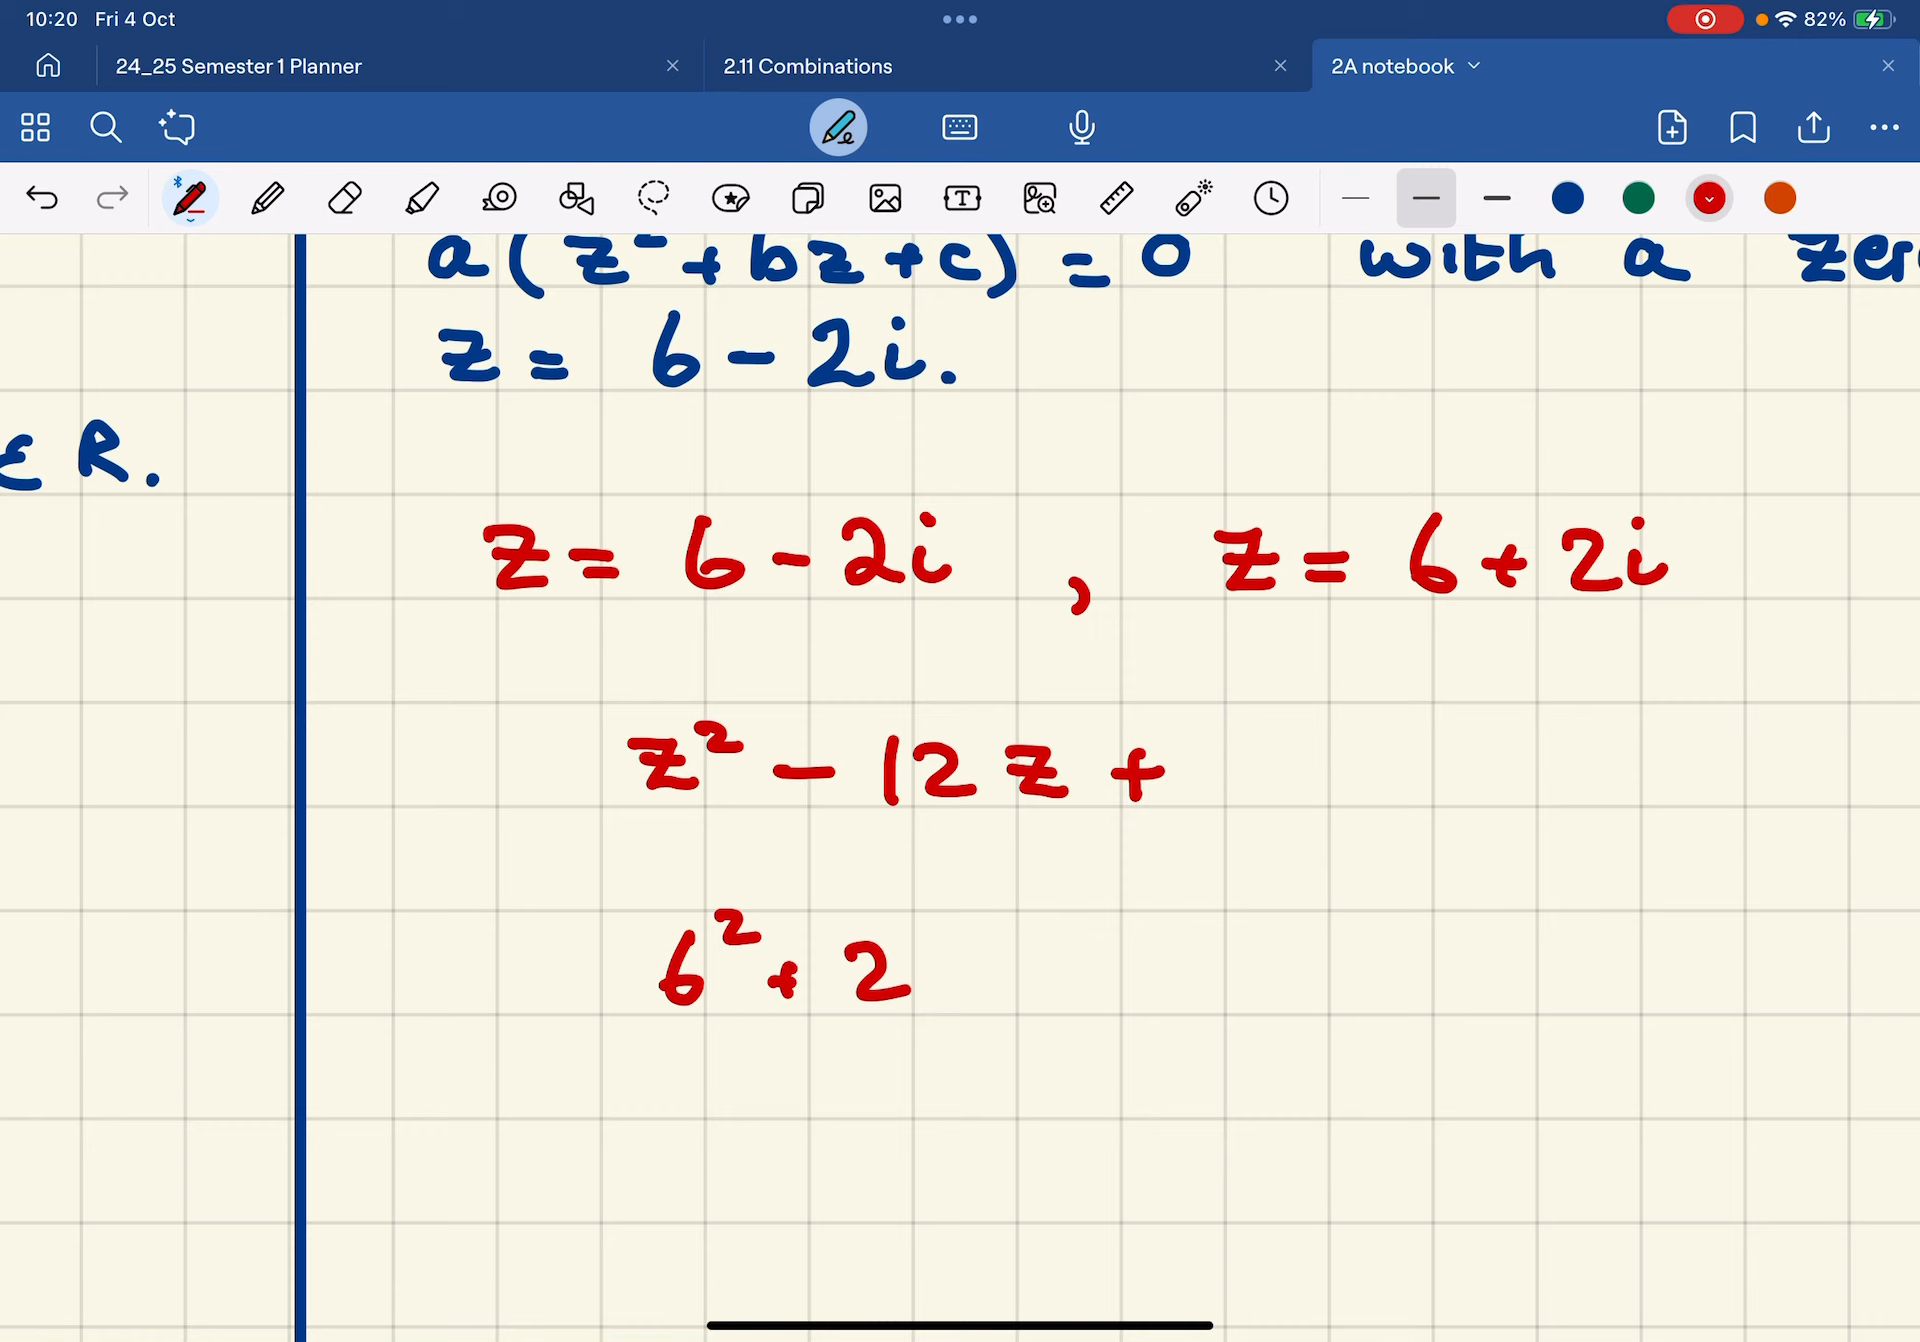 10:20 Fri 4 Oct 82%
24_25 Semester 1 Planner 2.11 Combinations 2A notebook
a(z²+bz+c)=0 with a
z= 6-2i.
ε R.
z= 6-2i , z= 6+2i
z² - 12z +
6² + 2